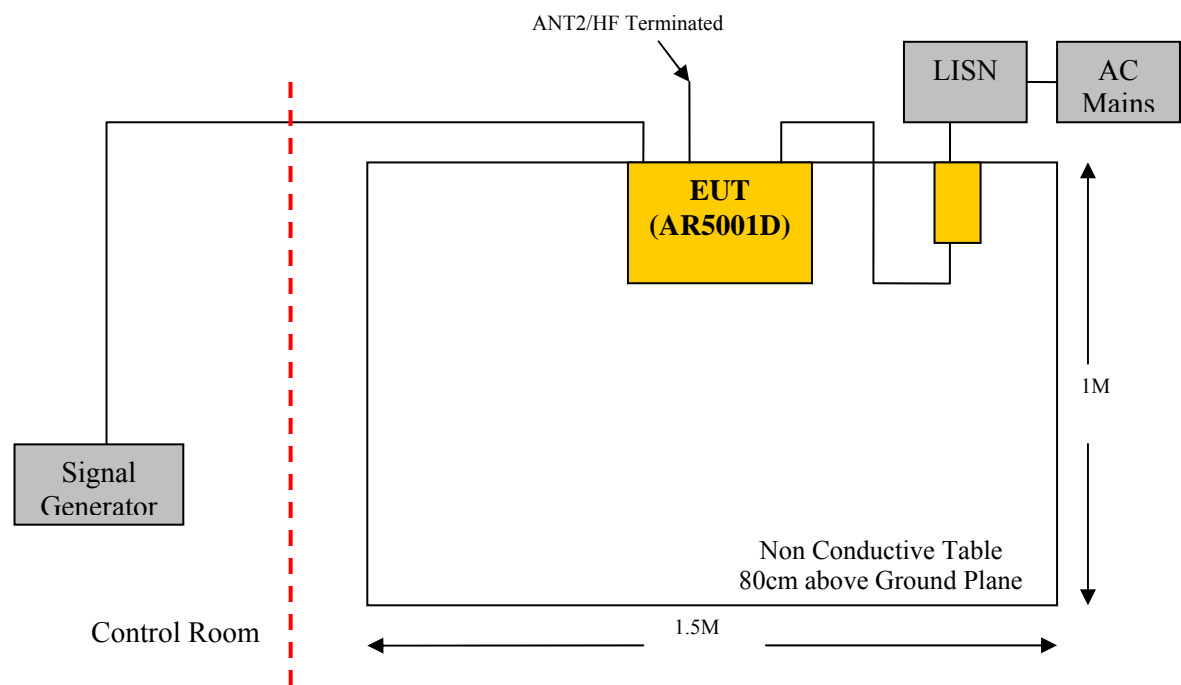 ANT2/HF Terminated
LISN
AC
Mains
EUT
(AR5001D)
1M
Signal
Generator
Non Conductive Table
80cm above Ground Plane
Control Room
1.5M